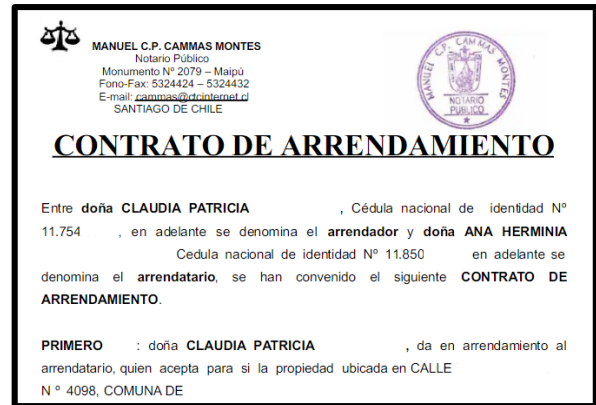 MANUEL C.P. CAMMAS MONTES
Notario Público
Monumento Nº 2079 – Maipú
Fono-Fax: 5324424 – 5324432
E-mail: cammas@ctcinternet.cl
SANTIAGO DE CHILE
MANUEL C.P. CAMMAS MONTES
NOTARIO
PUBLICO
CONTRATO DE ARRENDAMIENTO
Entre doña CLAUDIA PATRICIA , Cédula nacional de identidad Nº
11.754 , en adelante se denomina el arrendador y doña ANA HERMINIA
Cedula nacional de identidad Nº 11.850 en adelante se
denomina el arrendatario, se han convenido el siguiente CONTRATO DE
ARRENDAMIENTO.
PRIMERO : doña CLAUDIA PATRICIA , da en arrendamiento al
arrendatario, quien acepta para si la propiedad ubicada en CALLE
N º 4098, COMUNA DE